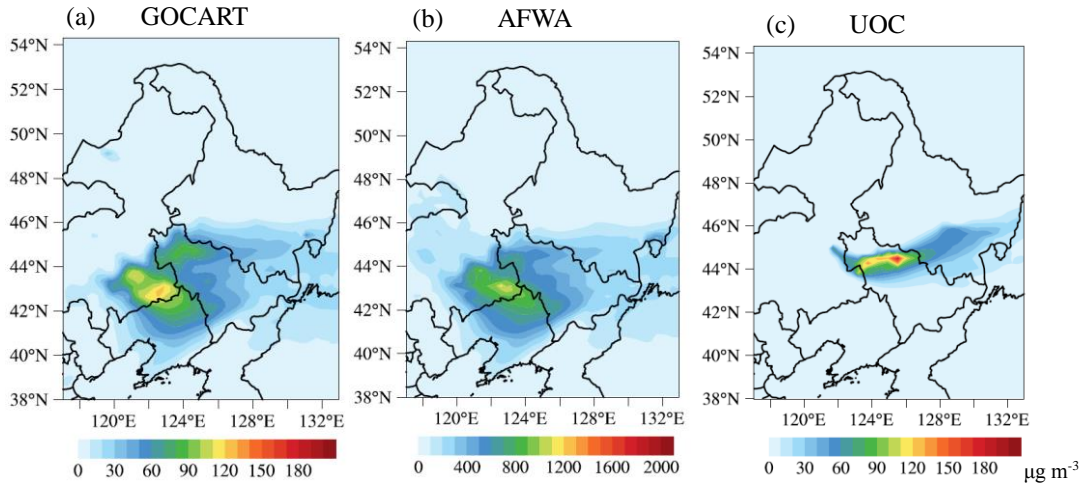 (a) GOCART
(b) AFWA
(c) UOC
54°N
52°N
50°N
48°N
46°N
44°N
42°N
40°N
38°N
120°E 124°E 128°E 132°E
0 30 60 90 120 150 180
54°N
52°N
50°N
48°N
46°N
44°N
42°N
40°N
38°N
120°E 124°E 128°E 132°E
0 400 800 1200 1600 2000
54°N
52°N
50°N
48°N
46°N
44°N
42°N
40°N
38°N
120°E 124°E 128°E 132°E
0 30 60 90 120 150 180
μg m⁻³